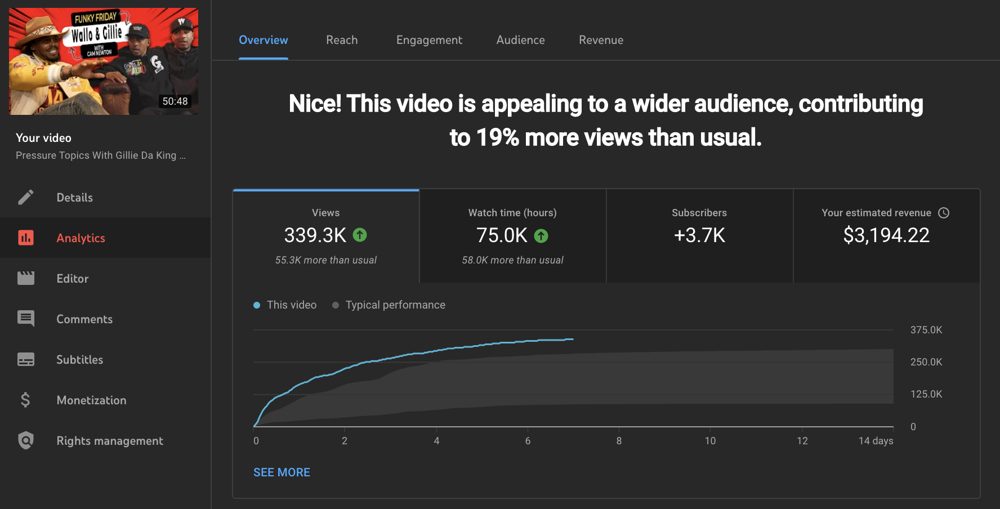 FUNKY FRIDAY
Wallo & Gillie
WITH
CAM NEWTON
50:48
Your video
Pressure Topics With Gillie Da King ...
Details
Analytics
Editor
Comments
Subtitles
Monetization
Rights management
Overview
Reach
Engagement
Audience
Revenue
Nice! This video is appealing to a wider audience, contributing
to 19% more views than usual.
Views
339.3K
55.3K more than usual
Watch time (hours)
75.0K
58.0K more than usual
Subscribers
+3.7K
Your estimated revenue
$3,194.22
This video
Typical performance
375.0K
250.0K
125.0K
0
0
2
4
6
8
10
12
14 days
SEE MORE